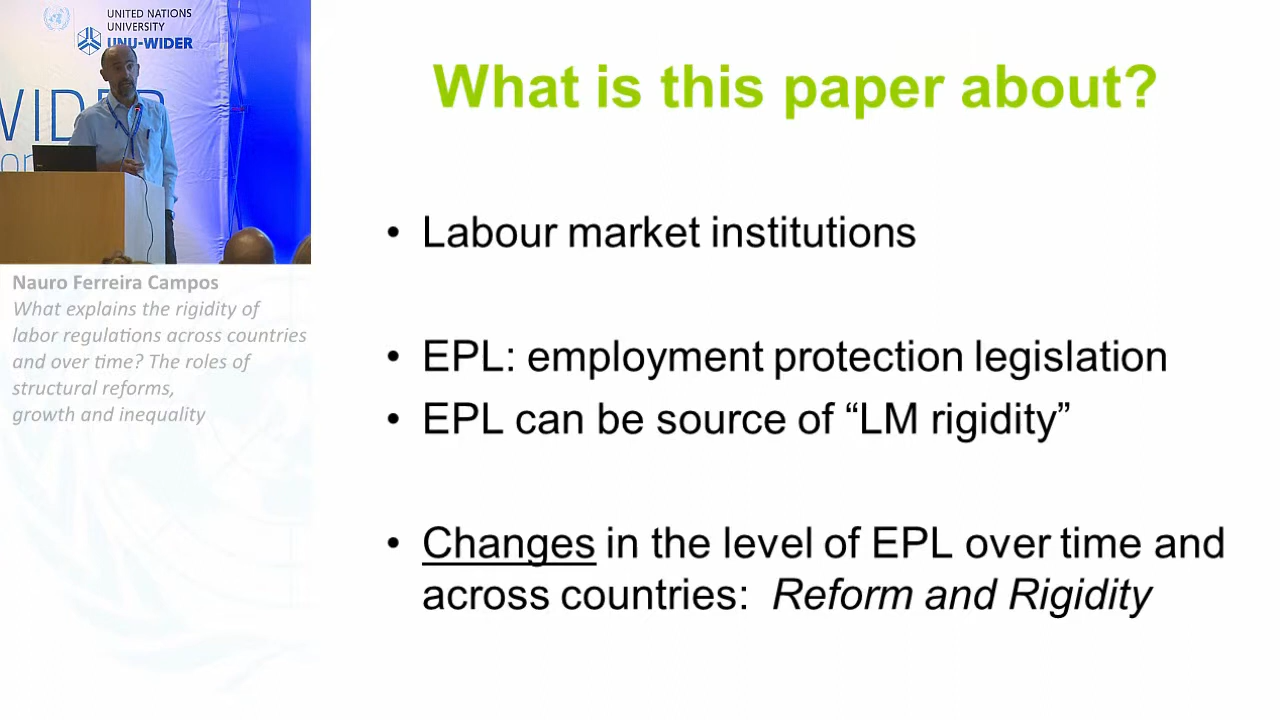 UNITED NATIONS
UNIVERSITY
UNU-WIDER
WIDER
What is this paper about?
• Labour market institutions
• EPL: employment protection legislation
• EPL can be source of “LM rigidity”
• Changes in the level of EPL over time and
across countries: Reform and Rigidity
Nauro Ferreira Campos
What explains the rigidity of
labor regulations across countries
and over time? The roles of
structural reforms,
growth and inequality